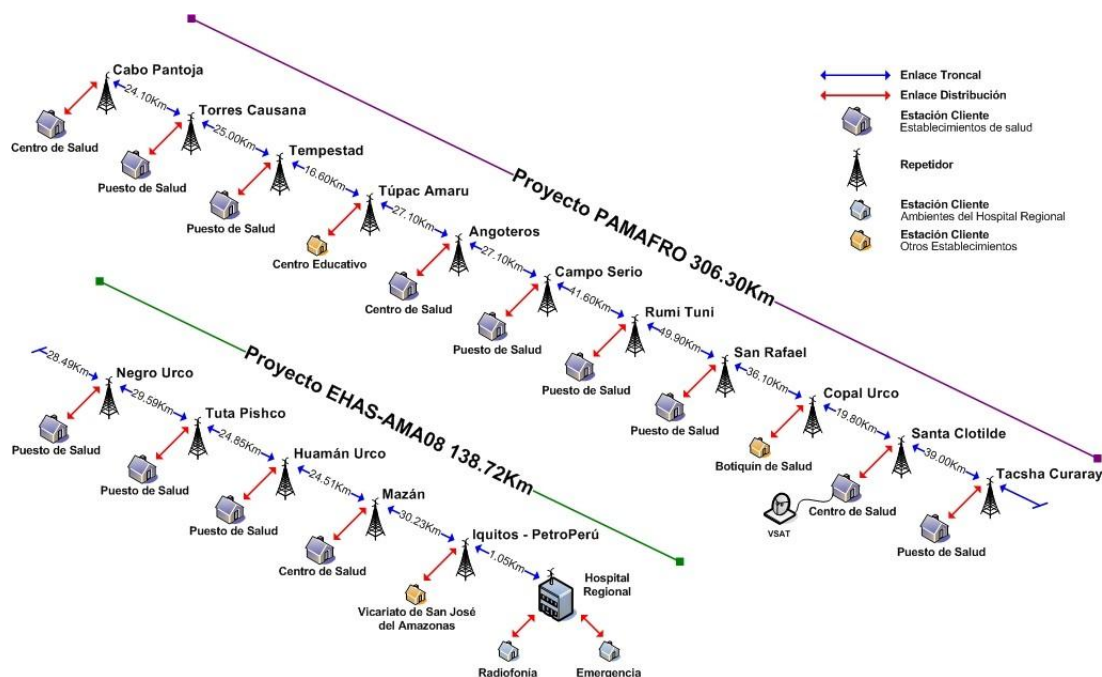 Cabo Pantoja
24.10Km
Centro de Salud
Torres Causana
25.00Km
Puesto de Salud
Tempestad
16.60Km
Puesto de Salud
Túpac Amaru
27.10Km
Centro Educativo
Angoteros
27.10Km
Centro de Salud
Campo Serio
41.60Km
Puesto de Salud
Rumi Tuni
49.90Km
Puesto de Salud
San Rafael
36.10Km
Puesto de Salud
Copal Urco
19.80Km
Botiquín de Salud
Santa Clotilde
39.00Km
Centro de Salud
VSAT
Tacsha Curaray
Puesto de Salud
Proyecto PAMAFRO 306.30Km
Enlace Troncal
Enlace Distribución
Estación Cliente
Establecimientos de salud
Repetidor
Estación Cliente
Ambientes del Hospital Regional
Estación Cliente
Otros Establecimientos
Proyecto EHAS-AMA08 138.72Km
28.49Km
Negro Urco
29.59Km
Puesto de Salud
Tuta Pishco
24.85Km
Puesto de Salud
Huamán Urco
24.51Km
Puesto de Salud
Mazán
30.23Km
Centro de Salud
Iquitos - PetroPerú
1.05Km
Vicariato de San José
del Amazonas
Hospital
Regional
Radiofonía
Emergencia